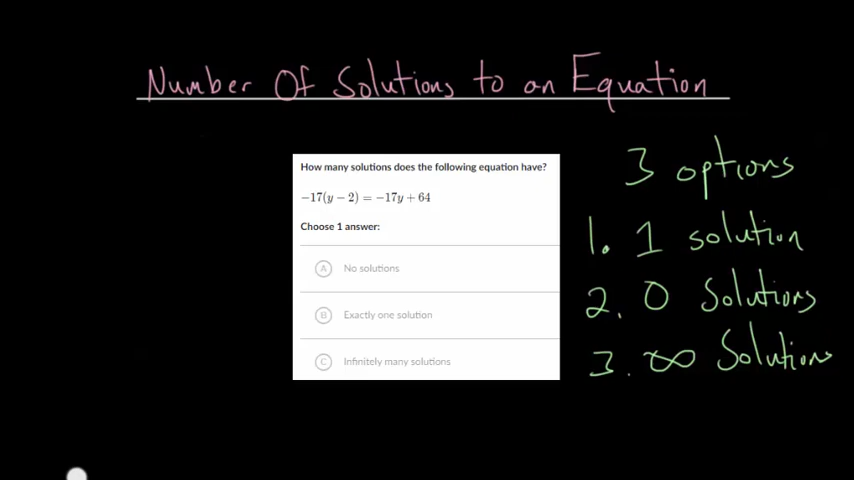 Number Of Solutions to an Equation
How many solutions does the following equation have?
−17(y − 2) = −17y + 64
Choose 1 answer:
A No solutions
B Exactly one solution
C Infinitely many solutions
3 options
1. 1 solution
2. 0 Solutions
3. ∞ Solutions